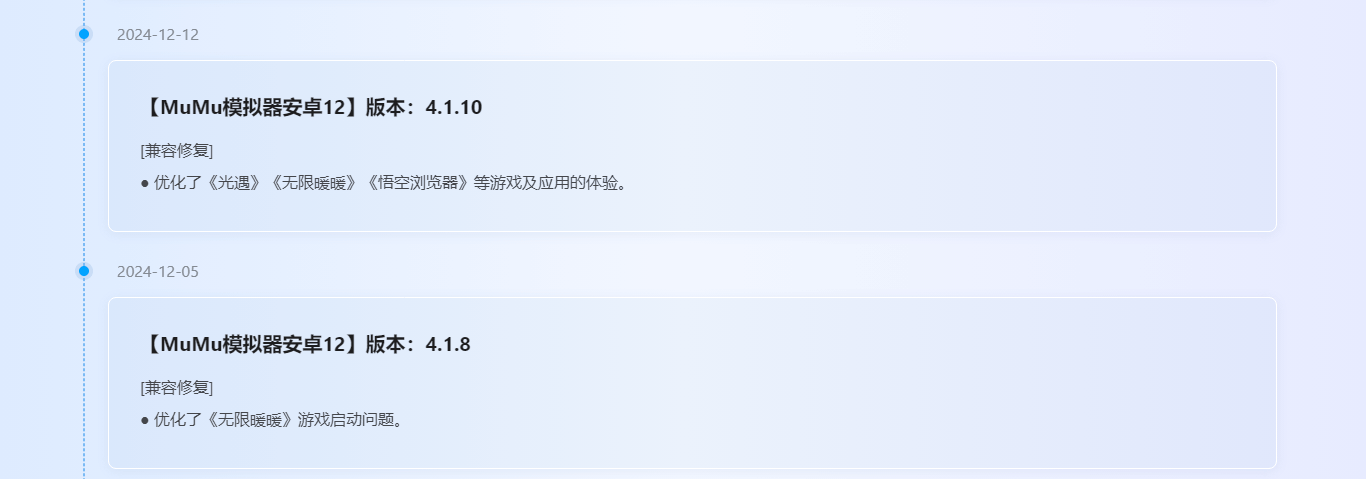 2024-12-12
【MuMu模拟器安卓12】版本：4.1.10
[兼容修复]
● 优化了《光遇》《无限暖暖》《悟空浏览器》等游戏及应用的体验。
2024-12-05
【MuMu模拟器安卓12】版本：4.1.8
[兼容修复]
● 优化了《无限暖暖》游戏启动问题。